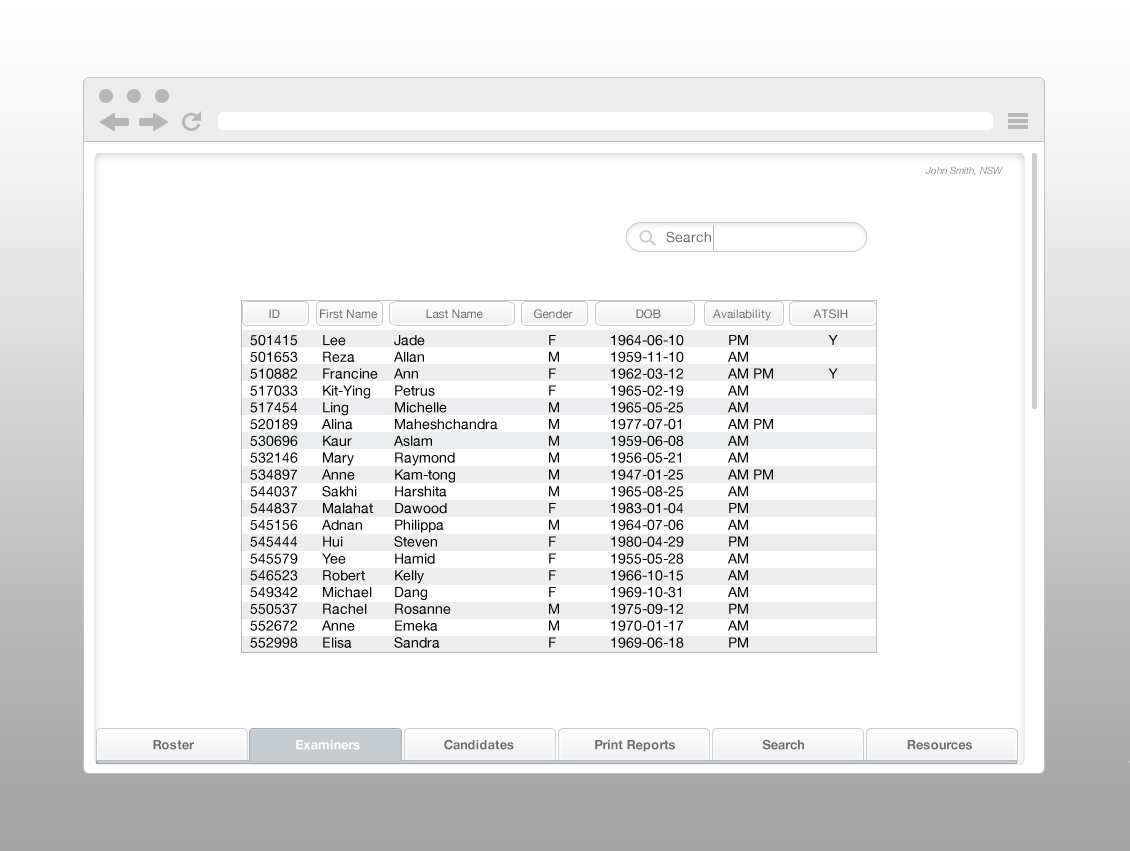 John Smith, NSW
Search
ID First Name Last Name Gender DOB Availability ATSIH
501415 Lee Jade F 1964-06-10 PM Y
501653 Reza Allan M 1959-11-10 AM
510882 Francine Ann F 1962-03-12 AM PM Y
517033 Kit-Ying Petrus F 1965-02-19 AM
517454 Ling Michelle M 1965-05-25 AM
520189 Alina Maheshchandra M 1977-07-01 AM PM
530696 Kaur Aslam M 1959-06-08 AM
532146 Mary Raymond M 1956-05-21 AM
534897 Anne Kam-tong M 1947-01-25 AM PM
544037 Sakhi Harshita M 1965-08-25 AM
544837 Malahat Dawood F 1983-01-04 PM
545156 Adnan Philippa M 1964-07-06 AM
545444 Hui Steven F 1980-04-29 PM
545579 Yee Hamid F 1955-05-28 AM
546523 Robert Kelly F 1966-10-15 AM
549342 Michael Dang F 1969-10-31 AM
550537 Rachel Rosanne M 1975-09-12 PM
552672 Anne Emeka M 1970-01-17 AM
552998 Elisa Sandra F 1969-06-18 PM
Roster Examiners Candidates Print Reports Search Resources